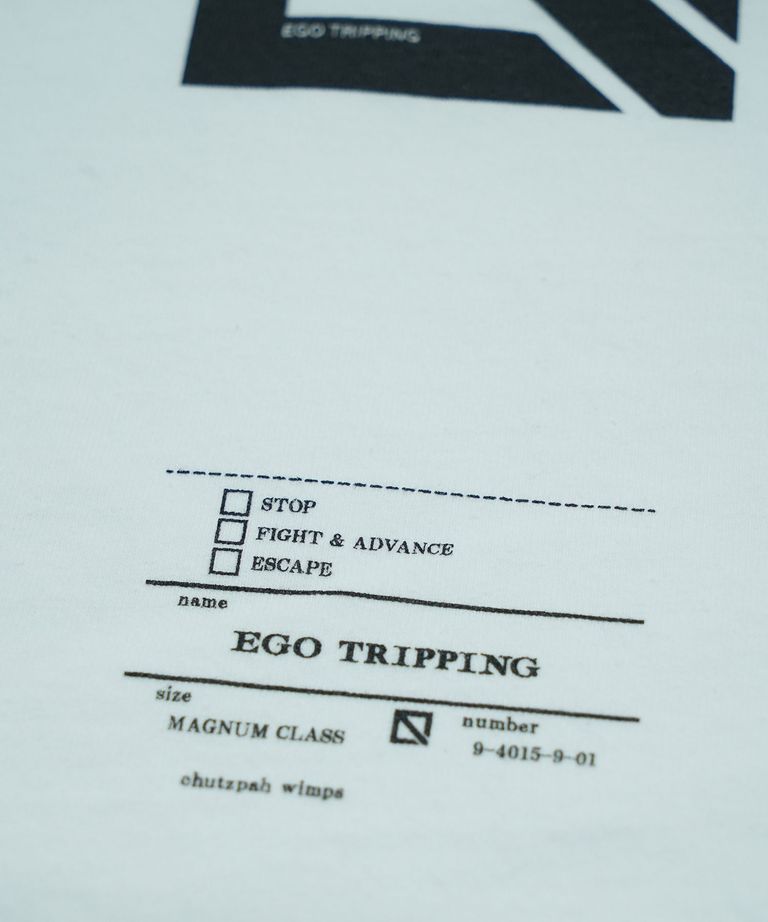 EGO TRIPPING
STOP
FIGHT & ADVANCE
ESCAPE
name
EGO TRIPPING
size
MAGNUM CLASS
number
9-4015-9-01
chutzpah wimps